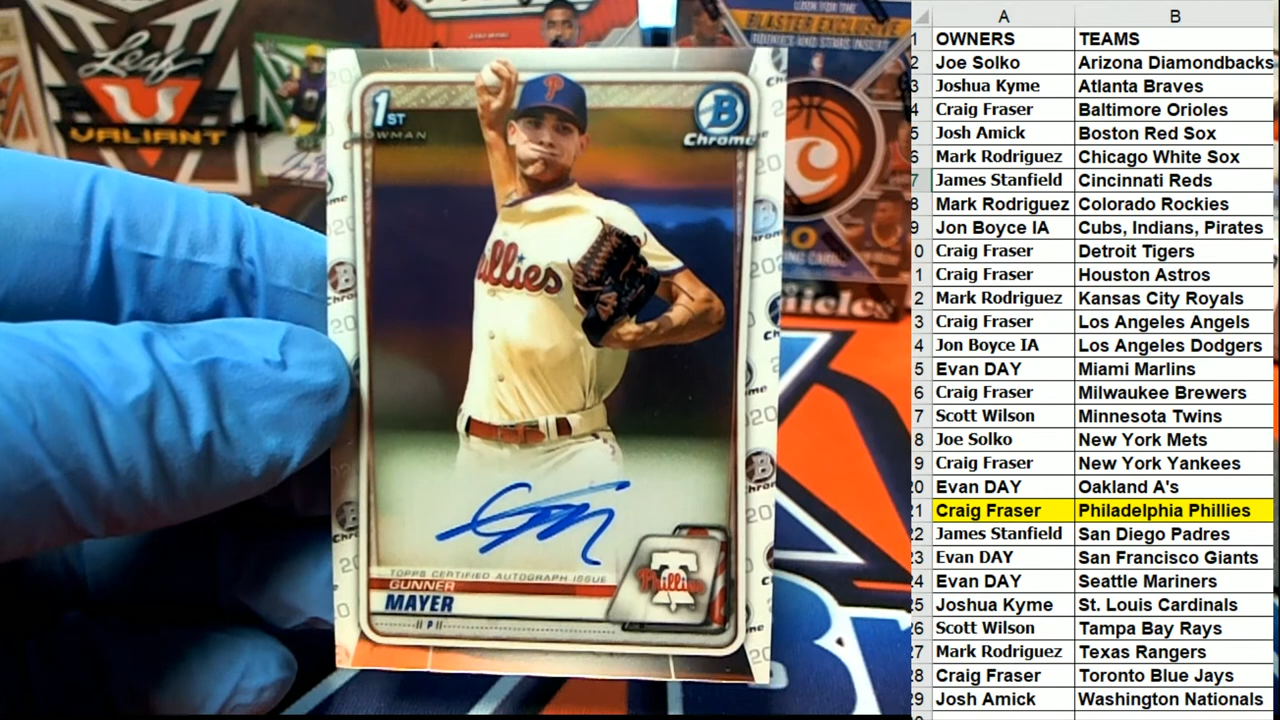 Leaf
VALIANT
BLASTER EXCLUSIVE
1ST
BOWMAN
B
Chrome
Phillies
TOPPS CERTIFIED AUTOGRAPH ISSUE
GUNNER
MAYER
P
Phillies
A B
1 OWNERS TEAMS
2 Joe Solko Arizona Diamondbacks
3 Joshua Kyme Atlanta Braves
4 Craig Fraser Baltimore Orioles
5 Josh Amick Boston Red Sox
6 Mark Rodriguez Chicago White Sox
7 James Stanfield Cincinnati Reds
8 Mark Rodriguez Colorado Rockies
9 Jon Boyce IA Cubs, Indians, Pirates
0 Craig Fraser Detroit Tigers
1 Craig Fraser Houston Astros
2 Mark Rodriguez Kansas City Royals
3 Craig Fraser Los Angeles Angels
4 Jon Boyce IA Los Angeles Dodgers
5 Evan DAY Miami Marlins
6 Craig Fraser Milwaukee Brewers
7 Scott Wilson Minnesota Twins
8 Joe Solko New York Mets
9 Craig Fraser New York Yankees
20 Evan DAY Oakland A's
21 Craig Fraser Philadelphia Phillies
22 James Stanfield San Diego Padres
23 Evan DAY San Francisco Giants
24 Evan DAY Seattle Mariners
25 Joshua Kyme St. Louis Cardinals
26 Scott Wilson Tampa Bay Rays
27 Mark Rodriguez Texas Rangers
28 Craig Fraser Toronto Blue Jays
29 Josh Amick Washington Nationals